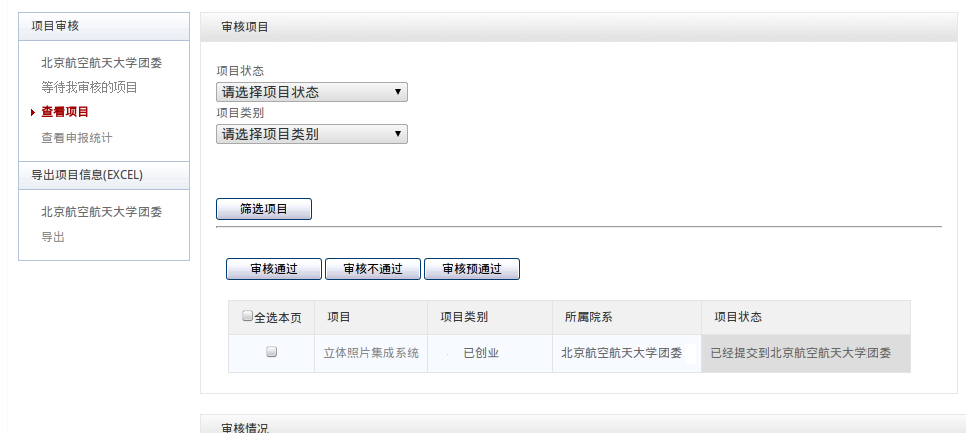 项目审核
北京航空航天大学团委
等待我审核的项目
查看项目
查看申报统计
导出项目信息(EXCEL)
北京航空航天大学团委
导出
审核项目
项目状态
请选择项目状态
项目类别
请选择项目类别
筛选项目
审核通过 审核不通过 审核预通过
全选本页 项目 项目类别 所属院系 项目状态
立体照片集成系统 已创业 北京航空航天大学团委 已经提交到北京航空航天大学团委
审核情况